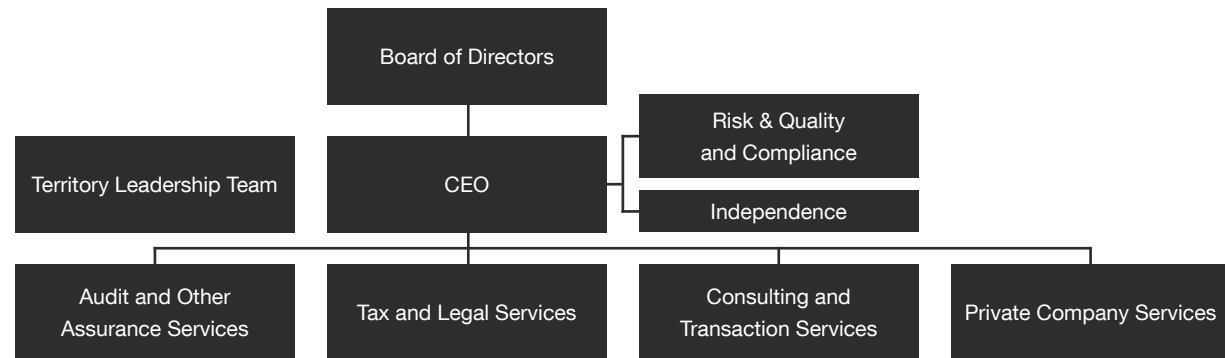 Board of Directors
Risk & Quality
and Compliance
Territory Leadership Team
CEO
Independence
Audit and Other
Assurance Services
Tax and Legal Services
Consulting and
Transaction Services
Private Company Services